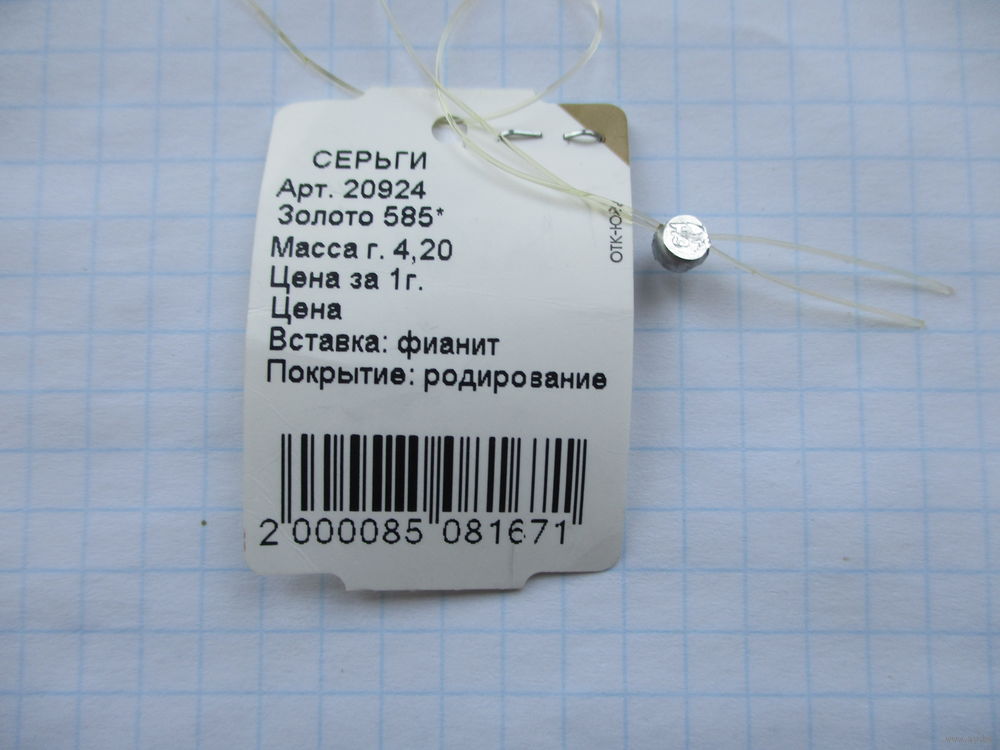 СЕРЬГИ
Арт. 20924
Золото 585*
Масса г. 4,20
Цена за 1г.
Цена
Вставка: фианит
Покрытие: родирование
2 000085 081671